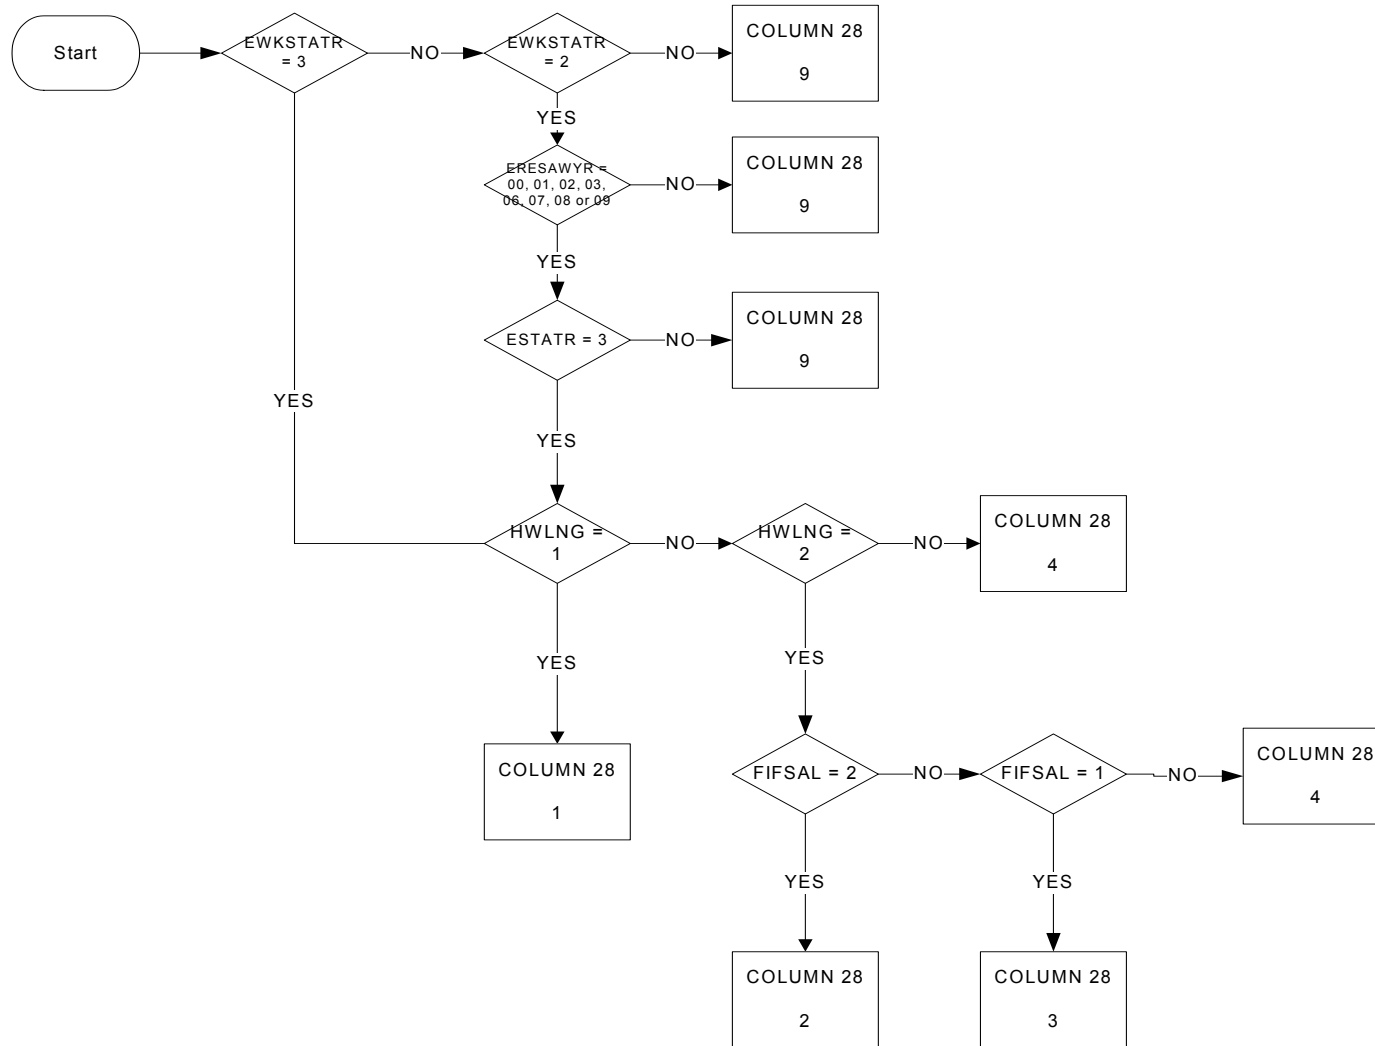 Start
EWKSTATR
= 3
NO
EWKSTATR
= 2
NO
COLUMN 28
9
YES
ERESAWYR =
00, 01, 02, 03,
06, 07, 08 or 09
NO
COLUMN 28
9
YES
ESTATR = 3
NO
COLUMN 28
9
YES
YES
HWLNG =
1
NO
HWLNG =
2
NO
COLUMN 28
4
YES
YES
COLUMN 28
1
FIFSAL = 2
NO
FIFSAL = 1
NO
COLUMN 28
4
YES
YES
COLUMN 28
2
COLUMN 28
3